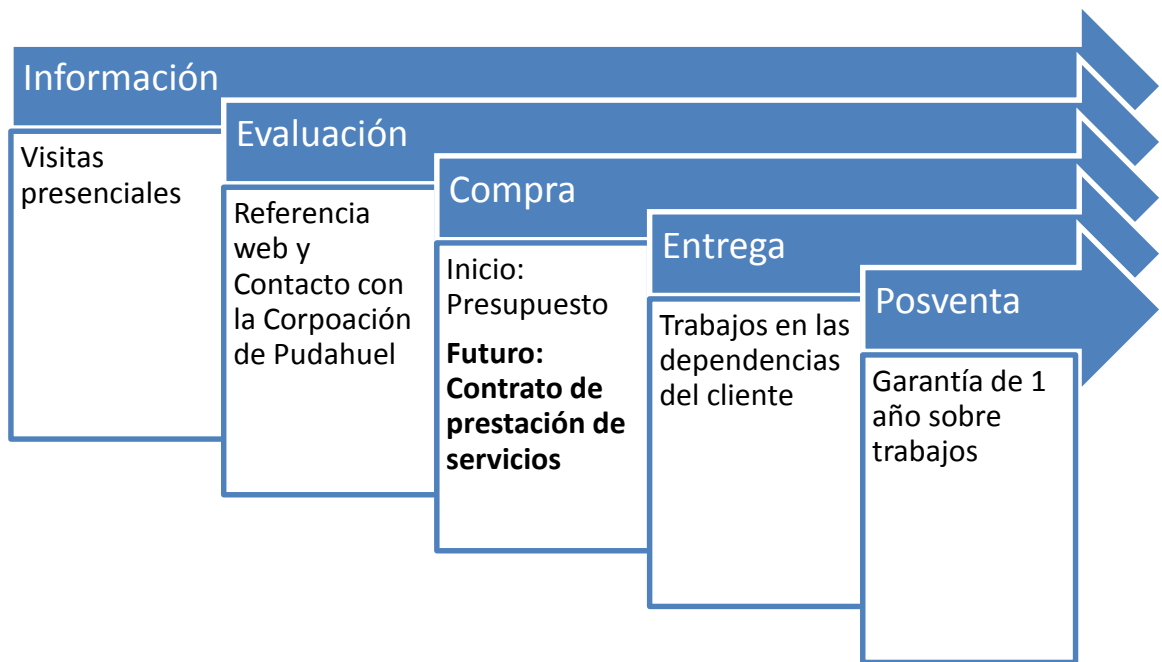 Información
Visitas
presenciales
Evaluación
Referencia
web y
Contacto con
la Corpoación
de Pudahuel
Compra
Inicio:
Presupuesto
Futuro:
Contrato de
prestación de
servicios
Entrega
Trabajos en las
dependencias
del cliente
Posventa
Garantía de 1
año sobre
trabajos